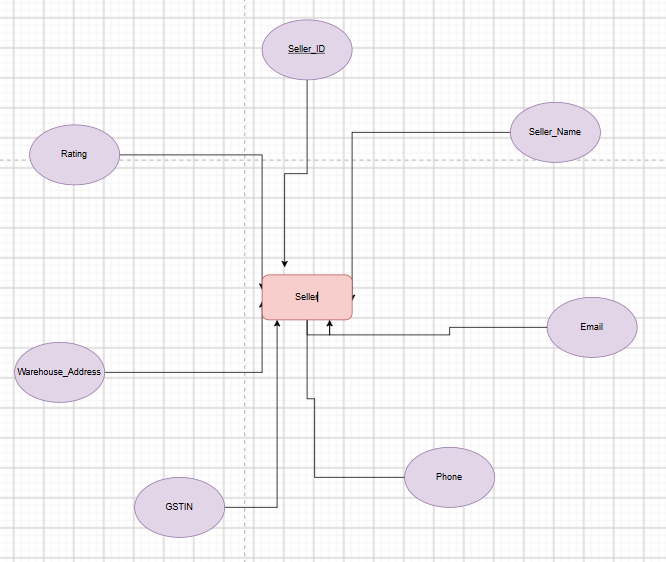 Seller_ID
Seller_Name
Rating
Seller
Email
Warehouse_Address
Phone
GSTIN